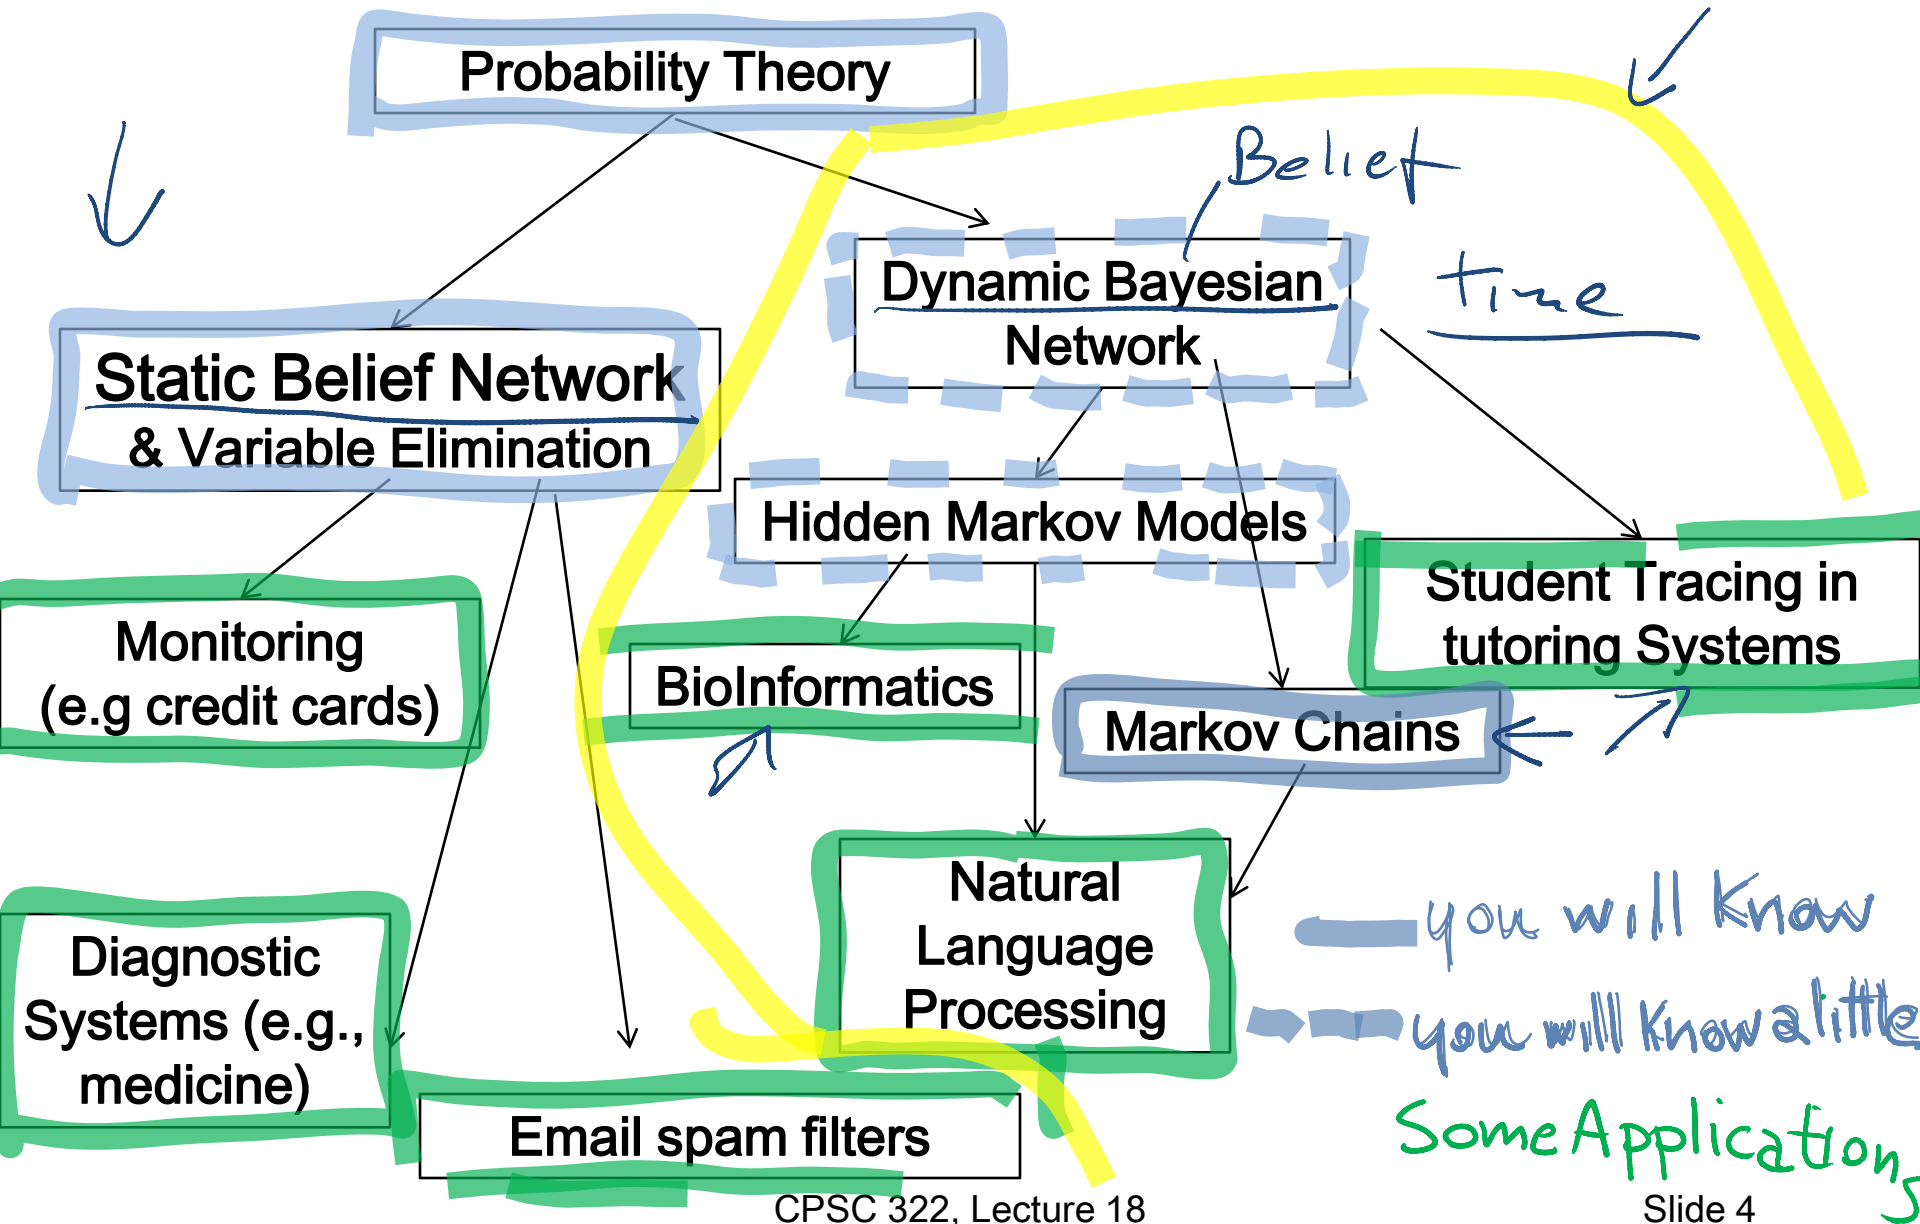 Probability Theory
Belief
Dynamic Bayesian
Network
time
Static Belief Network
& Variable Elimination
Hidden Markov Models
Student Tracing in
tutoring Systems
Monitoring
(e.g credit cards)
BioInformatics
Markov Chains
Natural
Language
Processing
you will Know
Diagnostic
Systems (e.g.,
medicine)
you will Know a little
Some Applications
Email spam filters
CPSC 322, Lecture 18
Slide 4